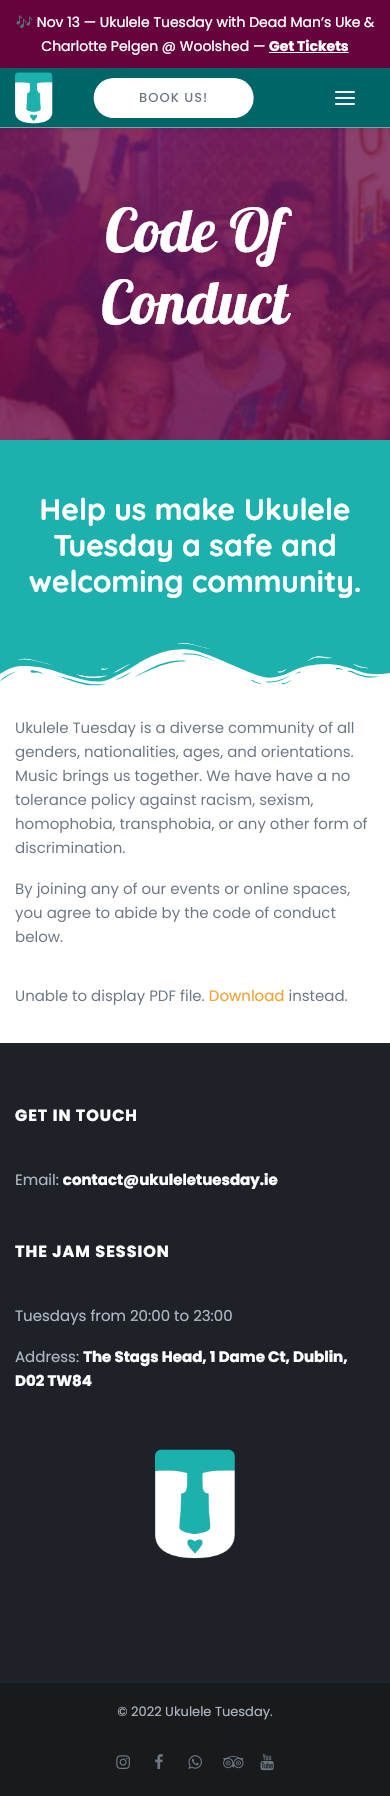 🎶 Nov 13 — Ukulele Tuesday with Dead Man’s Uke &
Charlotte Pelgen @ Woolshed — Get Tickets
BOOK US!
Code Of
Conduct
Help us make Ukulele
Tuesday a safe and
welcoming community.
Ukulele Tuesday is a diverse community of all
genders, nationalities, ages, and orientations.
Music brings us together. We have have a no
tolerance policy against racism, sexism,
homophobia, transphobia, or any other form of
discrimination.
By joining any of our events or online spaces,
you agree to abide by the code of conduct
below.
Unable to display PDF file. Download instead.
GET IN TOUCH
Email: contact@ukuleletuesday.ie
THE JAM SESSION
Tuesdays from 20:00 to 23:00
Address: The Stags Head, 1 Dame Ct, Dublin,
D02 TW84
© 2022 Ukulele Tuesday.